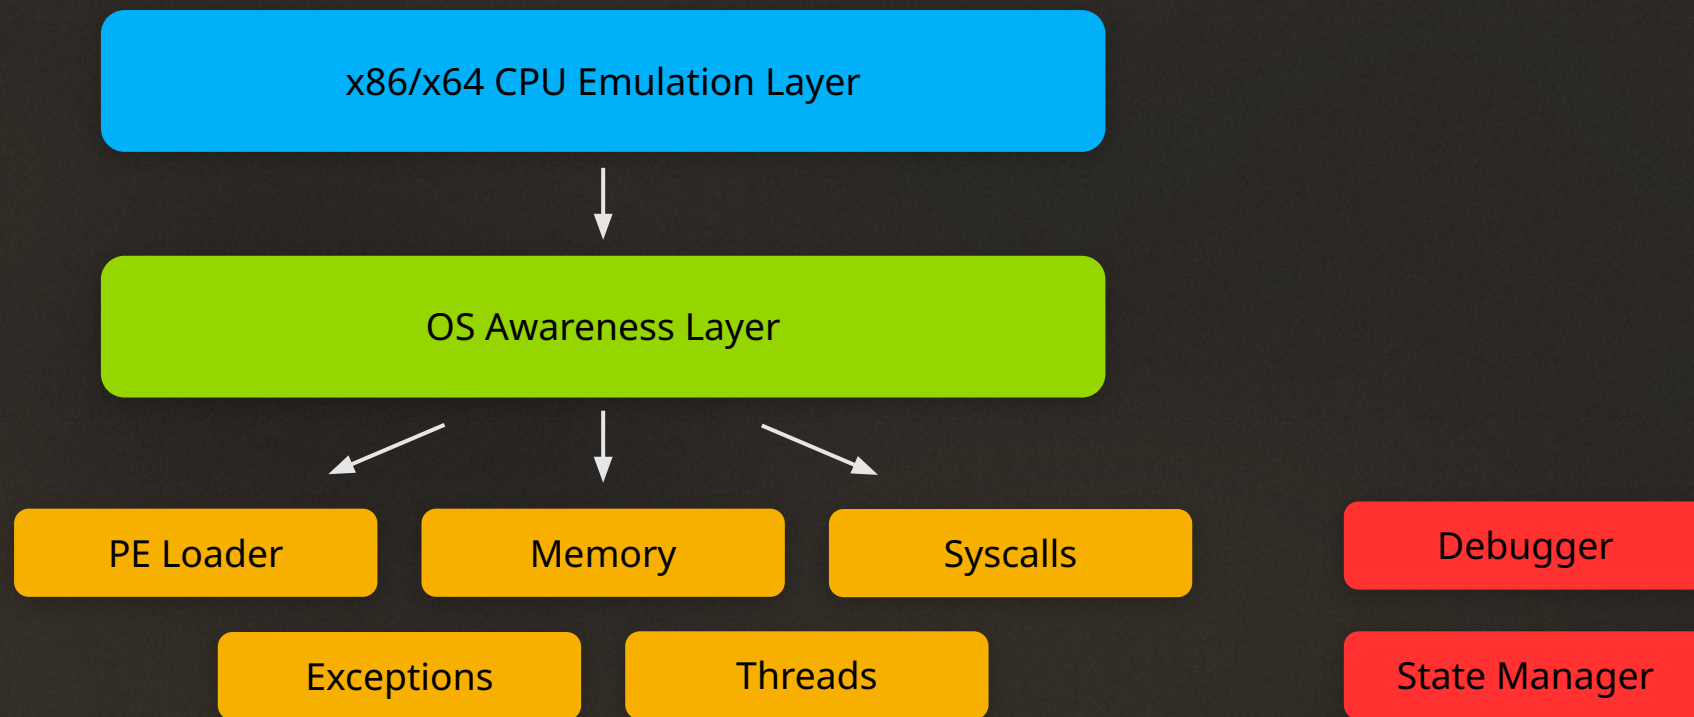 x86/x64 CPU Emulation Layer
OS Awareness Layer
PE Loader
Memory
Syscalls
Debugger
Exceptions
Threads
State Manager